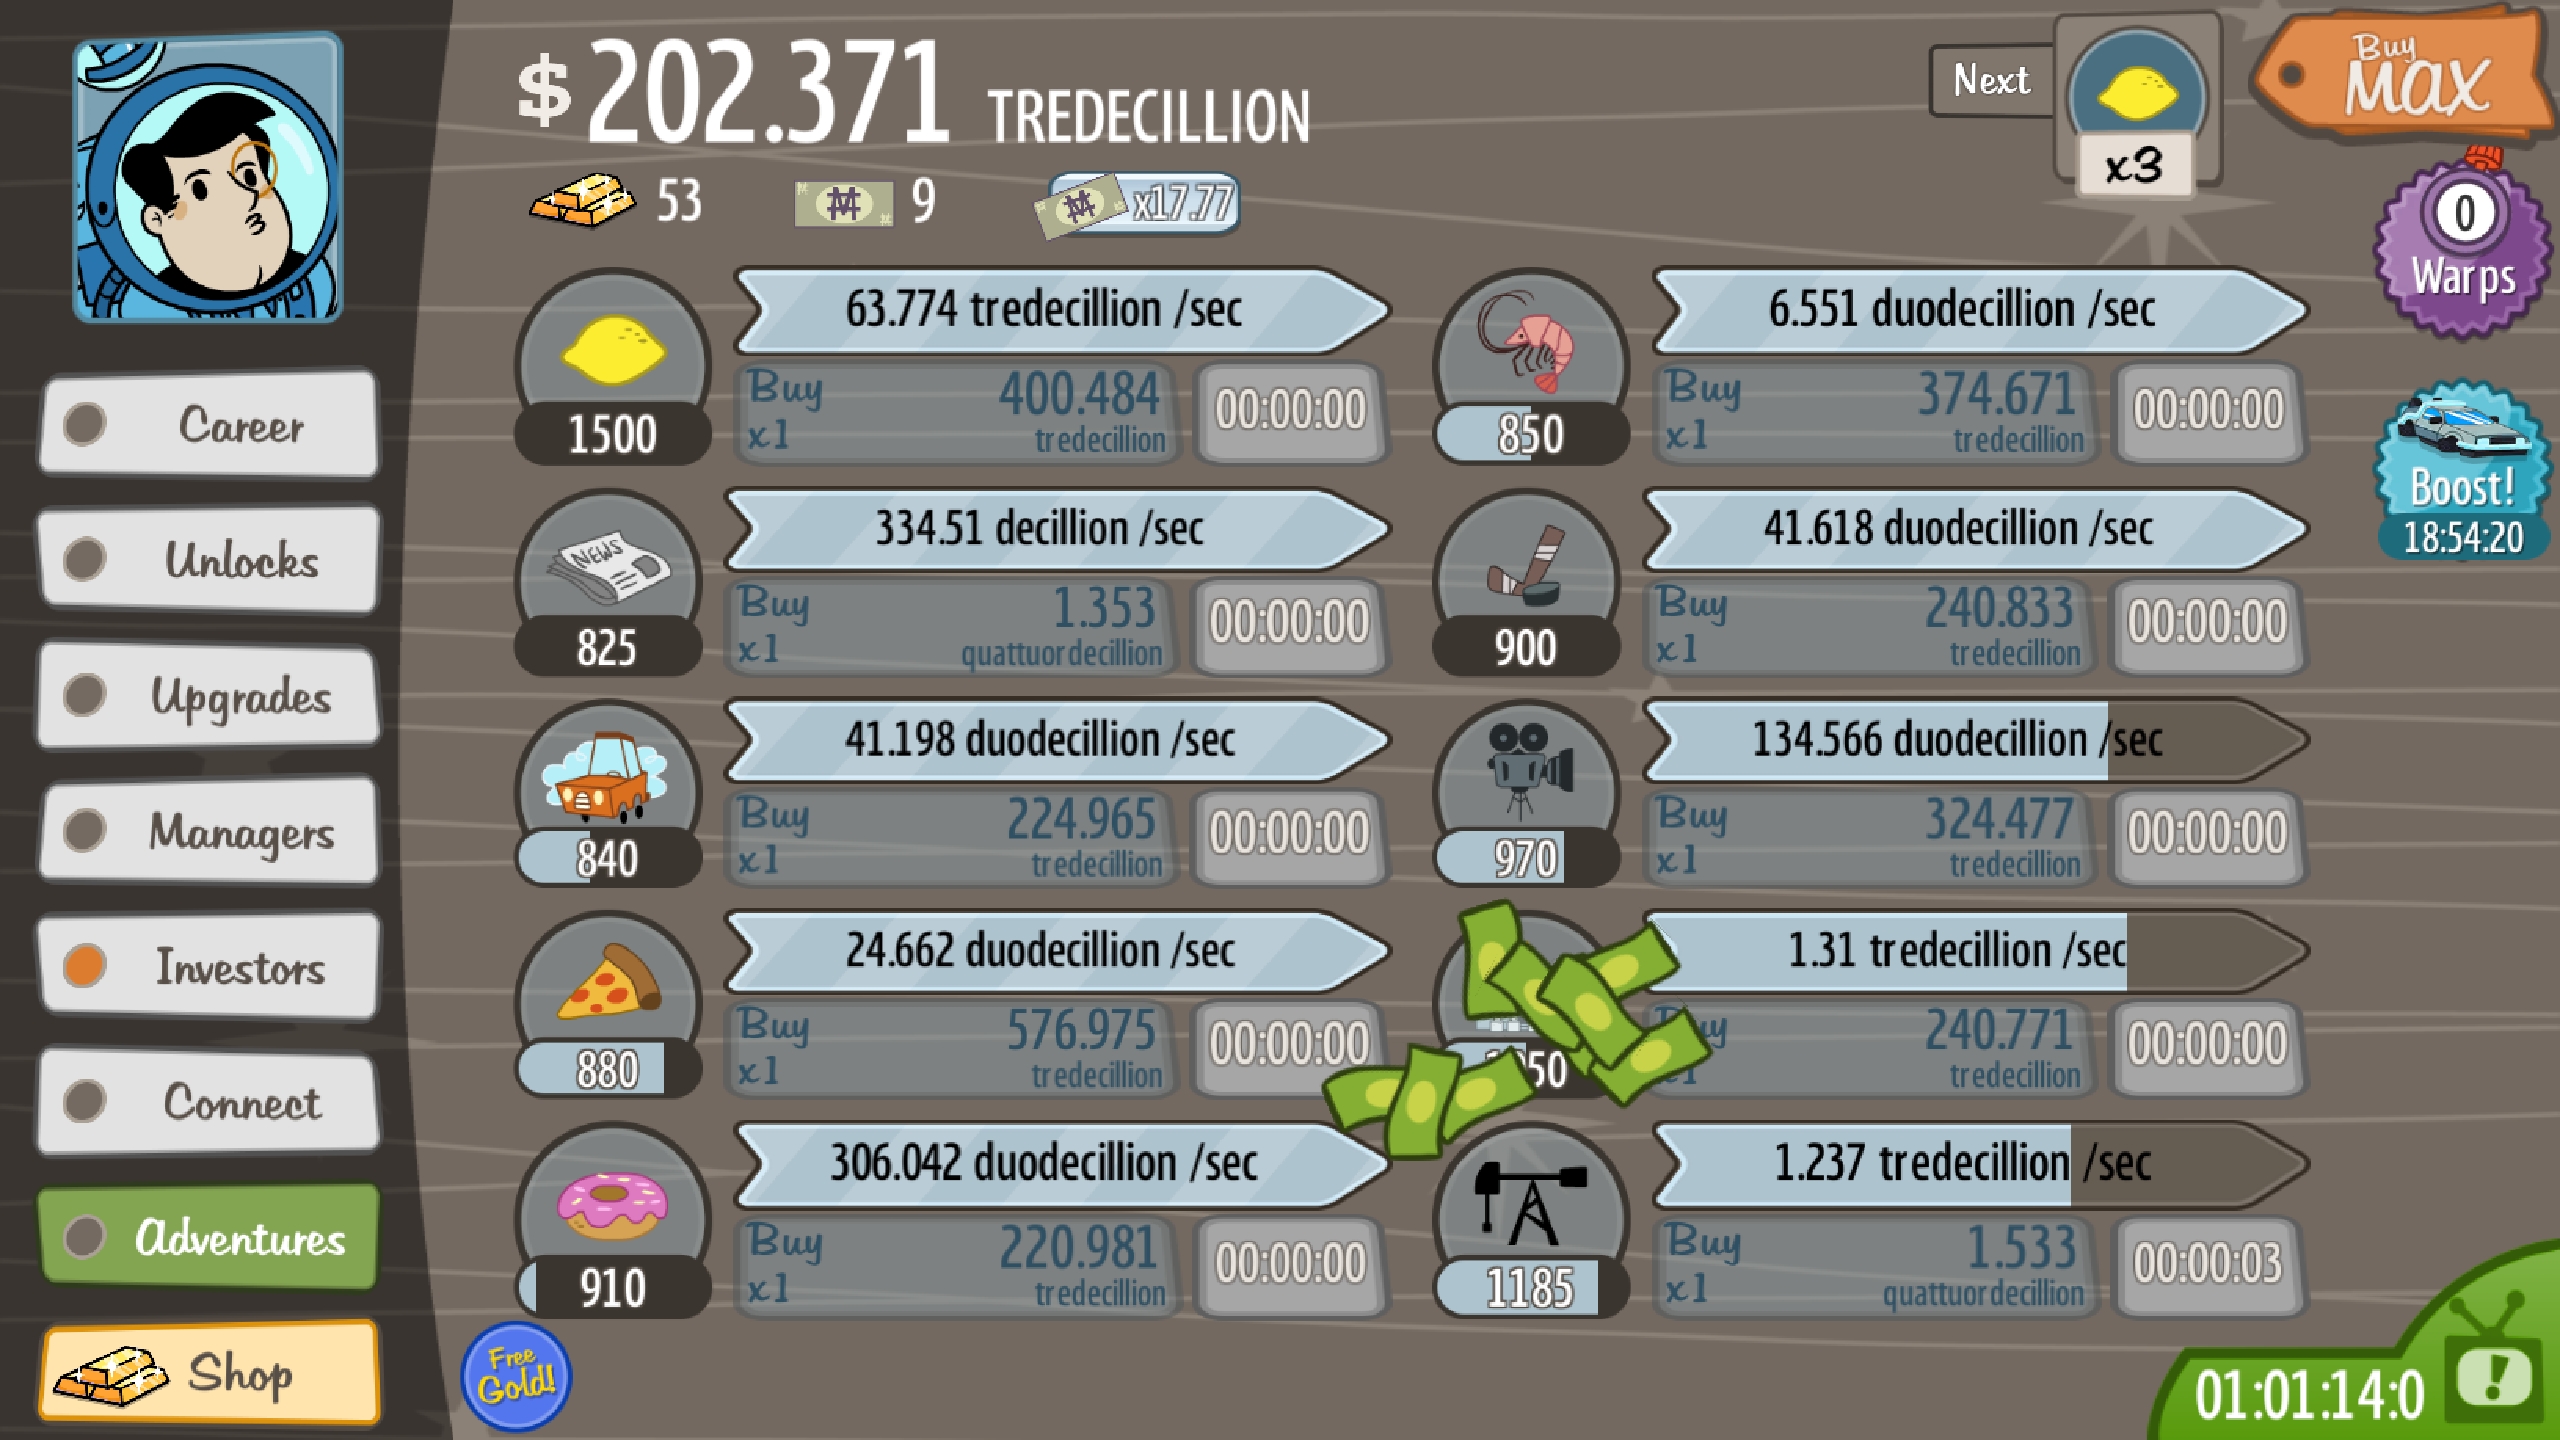 $ 202.371 TREDECILLION
53
9
x17.77
Next
x3
Buy
MAX
0
Warps
Boost!
18:54:20
Career
Unlocks
Upgrades
Managers
Investors
Connect
Adventures
Shop
63.774 tredecillion /sec
1500
Buy 400.484
x1 tredecillion
00:00:00
NEWS
334.51 decillion /sec
825
Buy 1.353
x1 quattuordecillion
00:00:00
41.198 duodecillion /sec
840
Buy 224.965
x1 tredecillion
00:00:00
24.662 duodecillion /sec
880
Buy 576.975
x1 tredecillion
00:00:00
306.042 duodecillion /sec
910
Buy 220.981
x1 tredecillion
00:00:00
6.551 duodecillion /sec
850
Buy 374.671
x1 tredecillion
00:00:00
41.618 duodecillion /sec
900
Buy 240.833
x1 tredecillion
00:00:00
134.566 duodecillion /sec
970
Buy 324.477
x1 tredecillion
00:00:00
1.31 tredecillion /sec
240.771
tredecillion
00:00:00
1.237 tredecillion /sec
1185
Buy 1.533
x1 quattuordecillion
00:00:03
Free
Gold!
01:01:14:0